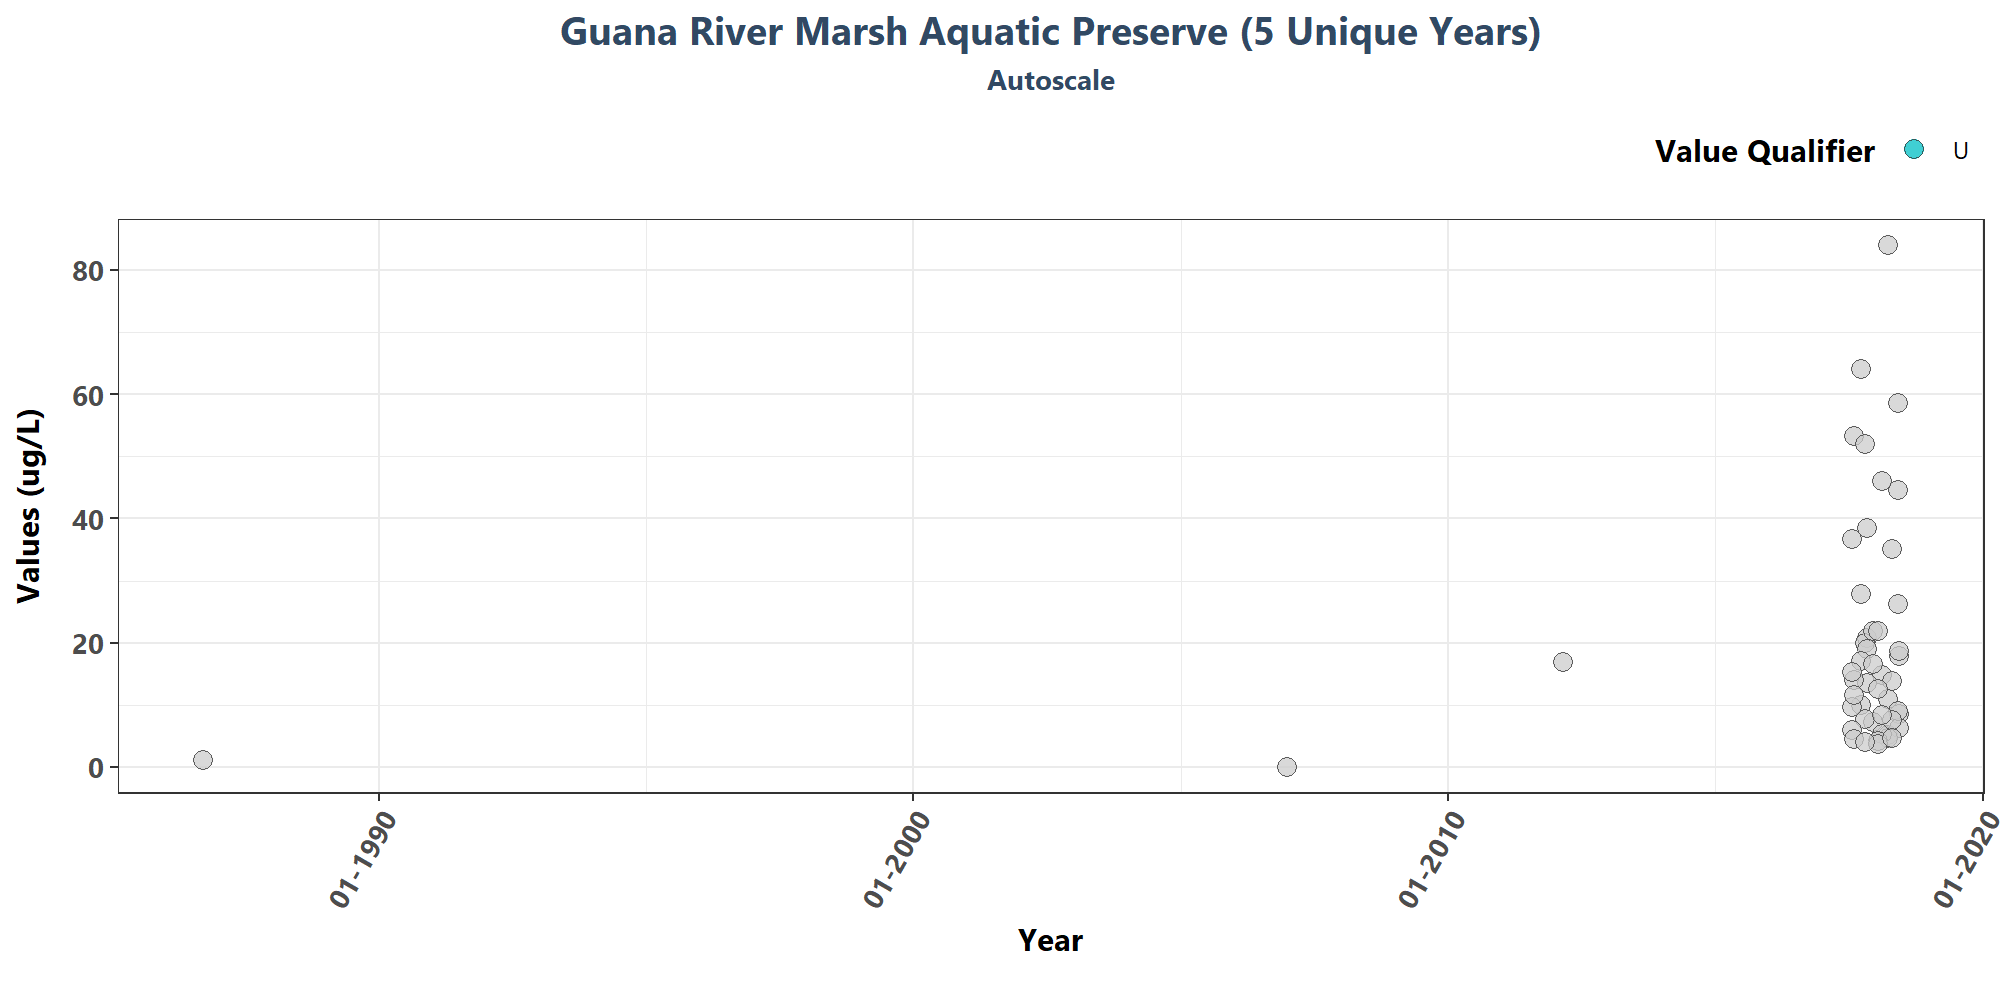 Guana River Marsh Aquatic Preserve (5 Unique Years)
Autoscale
Value Qualifier U
Values (ug/L)
80
60
40
20
0
01-1990
01-2000
01-2010
01-2020
Year